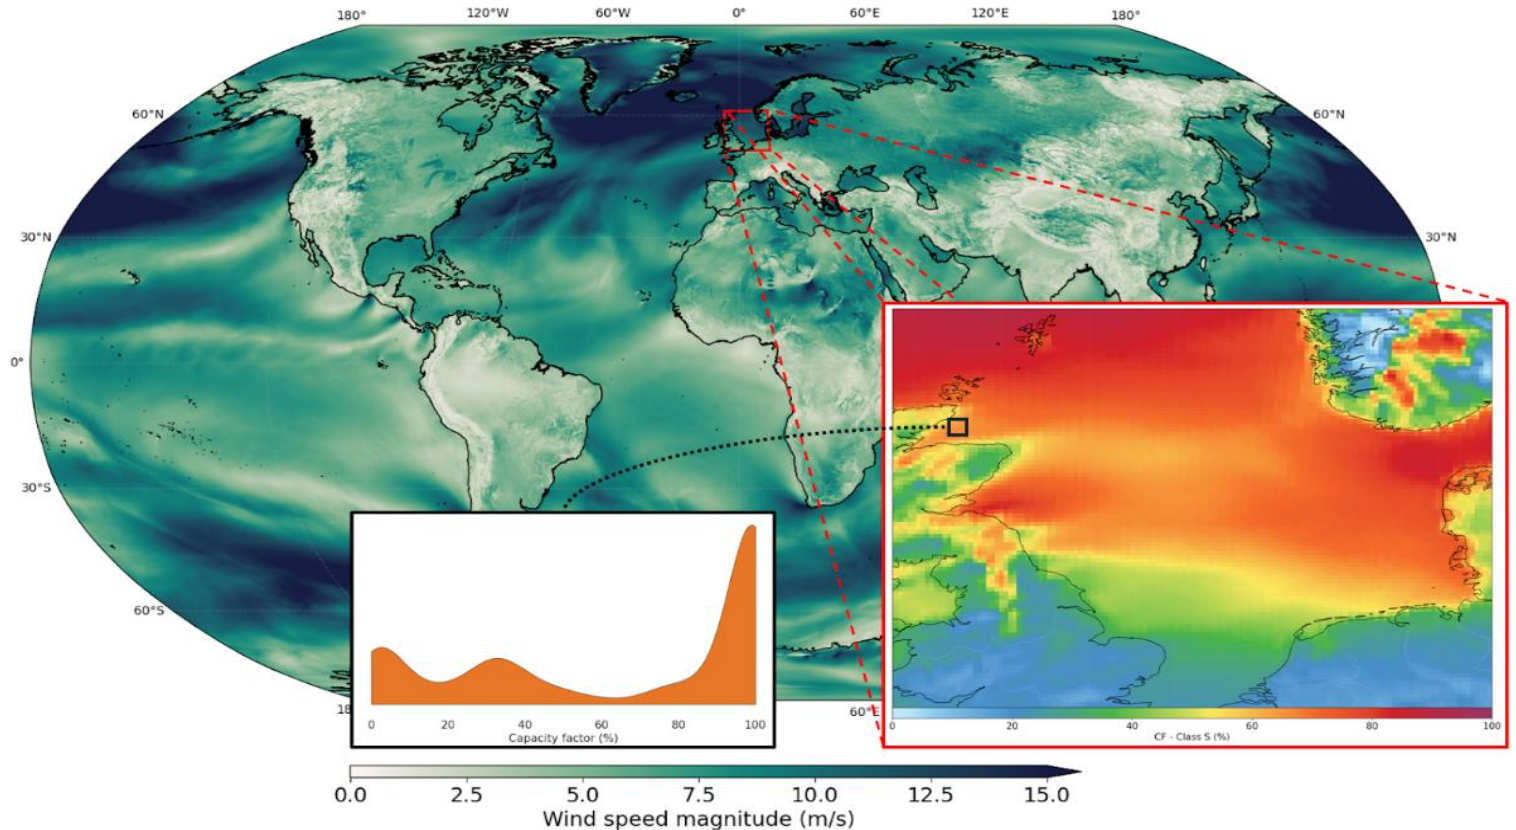 180° 120°W 60°W 0° 60°E 120°E 180°
60°N 60°N
30°N 30°N
0°
30°S
60°S
18
60°E
0 20 40 60 80 100
Capacity factor (%)
0 20 40 60 80 100
CF - Class S (%)
0.0 2.5 5.0 7.5 10.0 12.5 15.0
Wind speed magnitude (m/s)